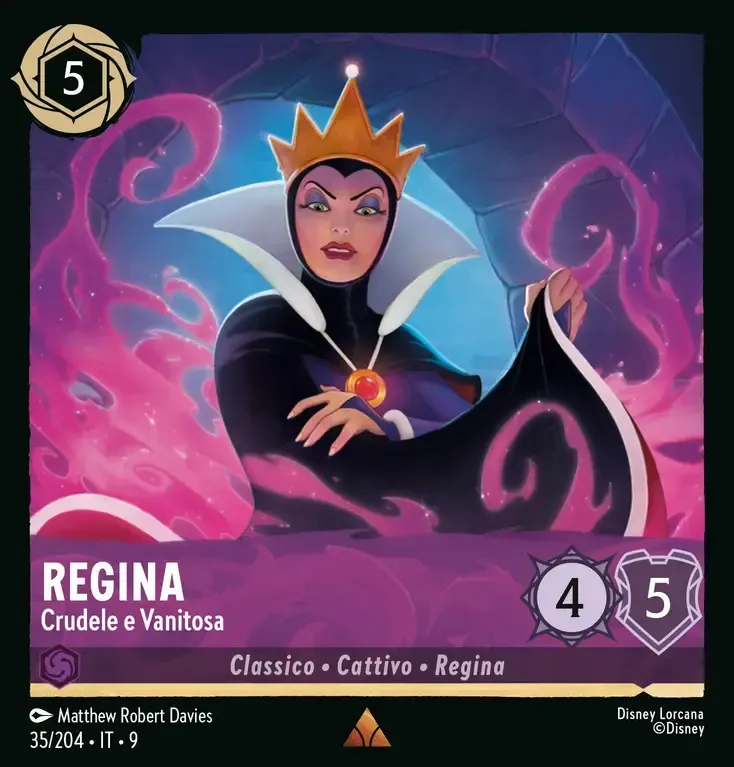 5
REGINA
Crudele e Vanitosa
4
5
Classico • Cattivo • Regina
Matthew Robert Davies
35/204 • IT • 9
Disney Lorcana
©Disney